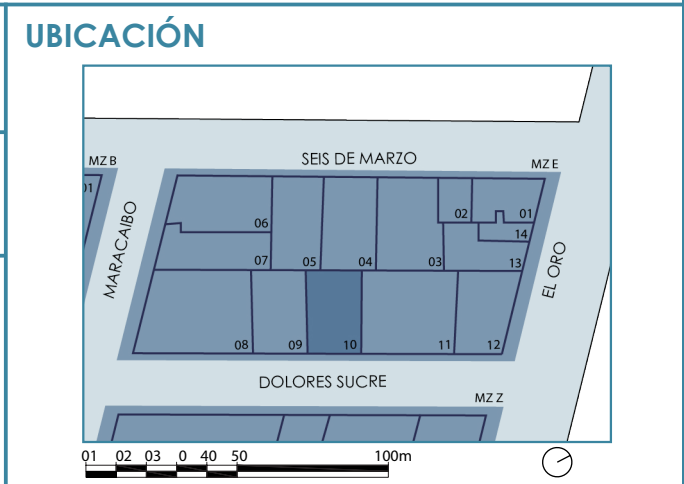 UBICACIÓN
SEIS DE MARZO
MZ B
MZ E
01
MARACAIBO
06
02
01
14
07
05
04
03
13
EL ORO
08
09
10
11
12
DOLORES SUCRE
MZ Z
01 02 03 0 40 50 100m